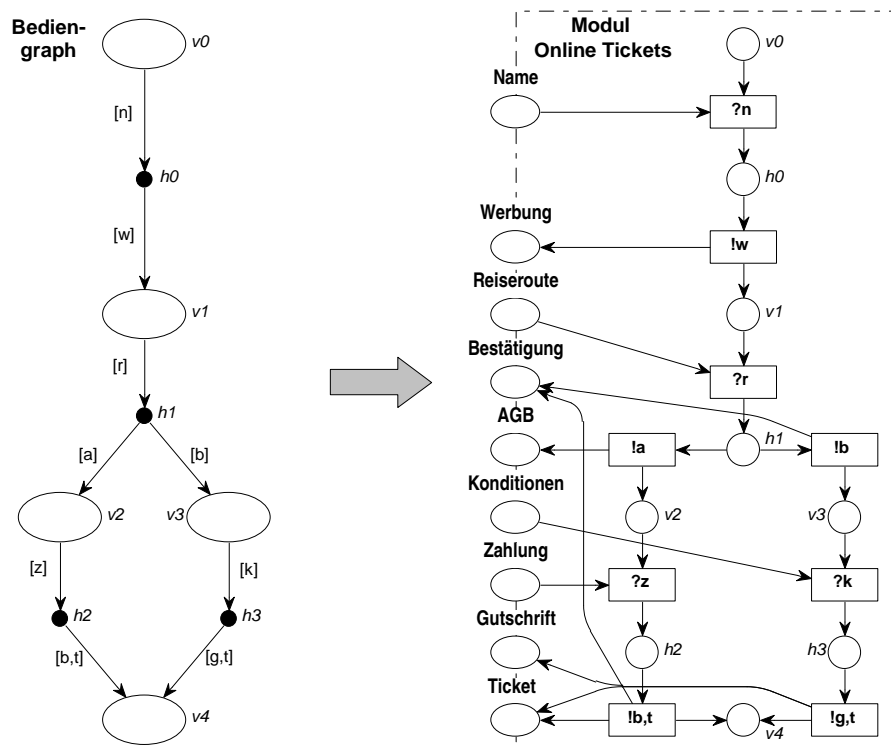 Bedien-
graph
v0
[n]
h0
[w]
v1
[r]
h1
[a]
[b]
v2
v3
[z]
[k]
h2
h3
[b,t]
[g,t]
v4
Modul
Online Tickets
v0
Name
?n
h0
Werbung
!w
Reiseroute
v1
Bestätigung
?r
AGB
h1
!a
!b
Konditionen
v2
v3
Zahlung
?z
?k
Gutschrift
h2
h3
Ticket
!b,t
!g,t
v4